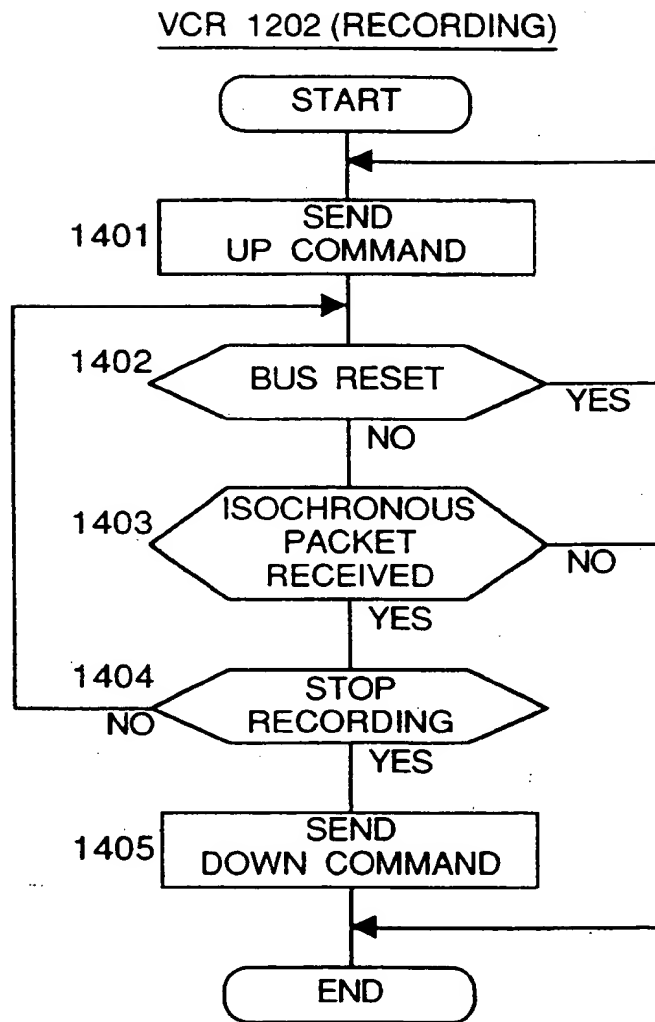 VCR 1202 (RECORDING)
START
1401
SEND
UP COMMAND
1402
BUS RESET
YES
NO
1403
ISOCHRONOUS
PACKET
RECEIVED
NO
YES
1404
STOP
RECORDING
NO
YES
1405
SEND
DOWN COMMAND
END